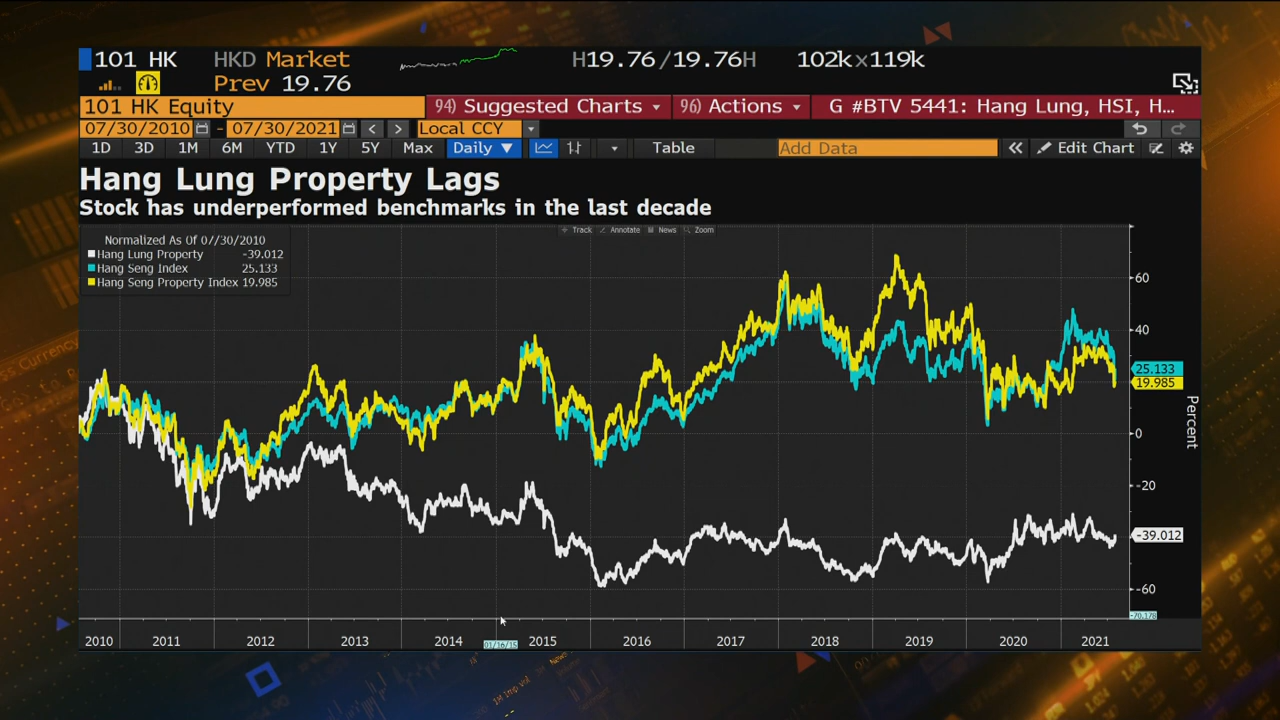 101 HK HKD Market H19.76/19.76H 102k×119k
Prev 19.76
101 HK Equity 94) Suggested Charts 96) Actions G #BTV 5441: Hang Lung, HSI, H...
07/30/2010 - 07/30/2021 < > Local CCY
1D 3D 1M 6M YTD 1Y 5Y Max Daily ▼ Table Add Data « Edit Chart
Hang Lung Property Lags
Stock has underperformed benchmarks in the last decade
Track Annotate News Zoom
Normalized As Of 07/30/2010
Hang Lung Property -39.012
Hang Seng Index 25.133
Hang Seng Property Index 19.985
60
40
25.133
19.985
0
-20
-39.012
-60
Percent
-70.178
2010 2011 2012 2013 2014 01/16/15 2015 2016 2017 2018 2019 2020 2021